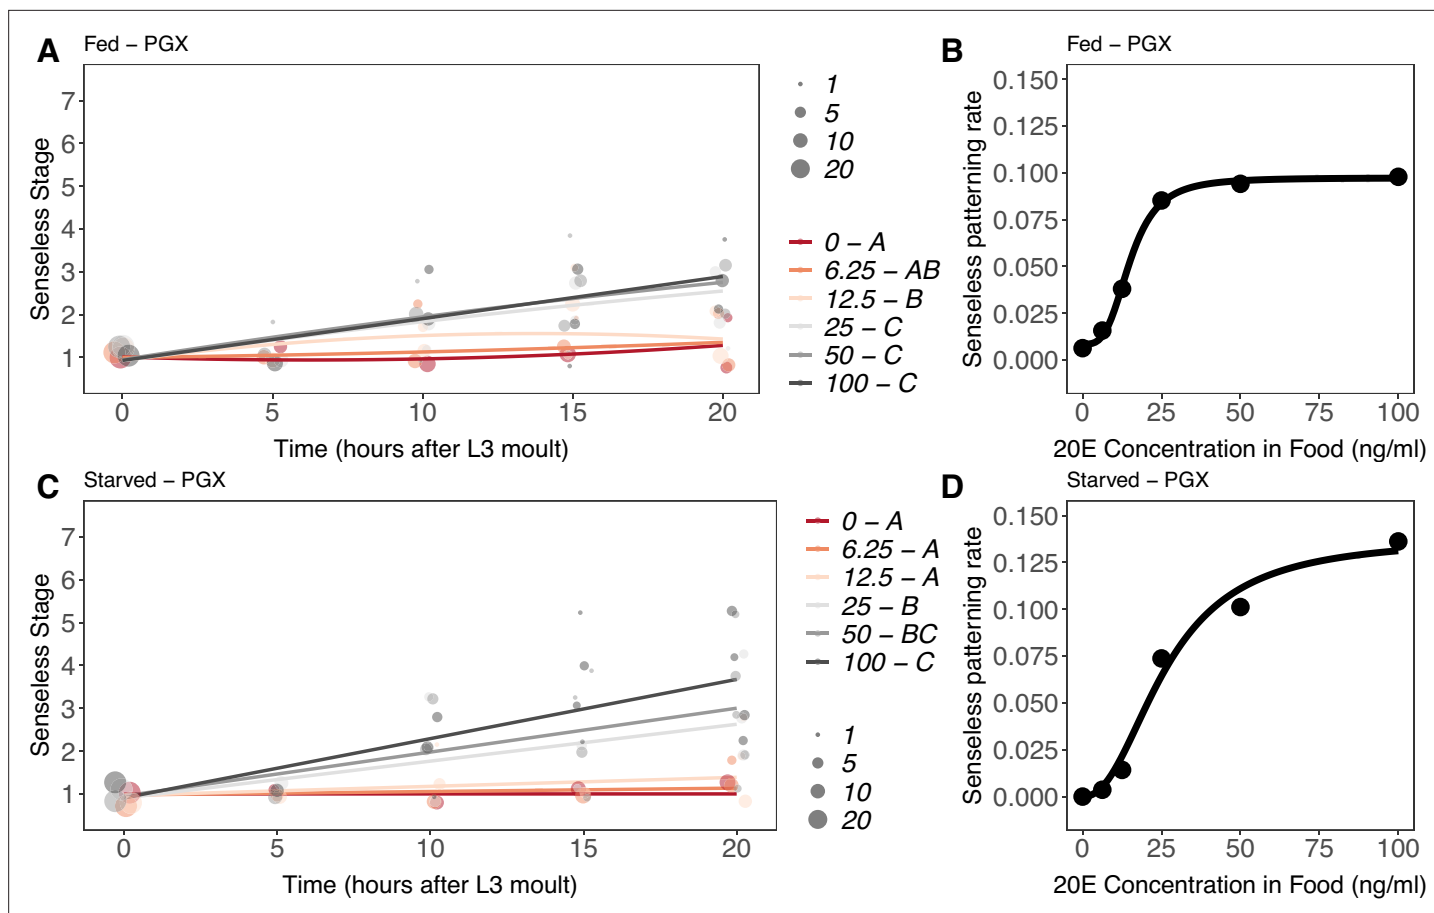 A
Fed – PGX
Senseless Stage
7
6
5
4
3
2
1
0 5 10 15 20
Time (hours after L3 moult)
1
5
10
20
0 – A
6.25 – AB
12.5 – B
25 – C
50 – C
100 – C
B
Fed – PGX
Senseless patterning rate
0.150
0.125
0.100
0.075
0.050
0.025
0.000
0 25 50 75 100
20E Concentration in Food (ng/ml)
C
Starved – PGX
Senseless Stage
7
6
5
4
3
2
1
0 5 10 15 20
Time (hours after L3 moult)
0 – A
6.25 – A
12.5 – A
25 – B
50 – BC
100 – C
1
5
10
20
D
Starved – PGX
Senseless patterning rate
0.150
0.125
0.100
0.075
0.050
0.025
0.000
0 25 50 75 100
20E Concentration in Food (ng/ml)